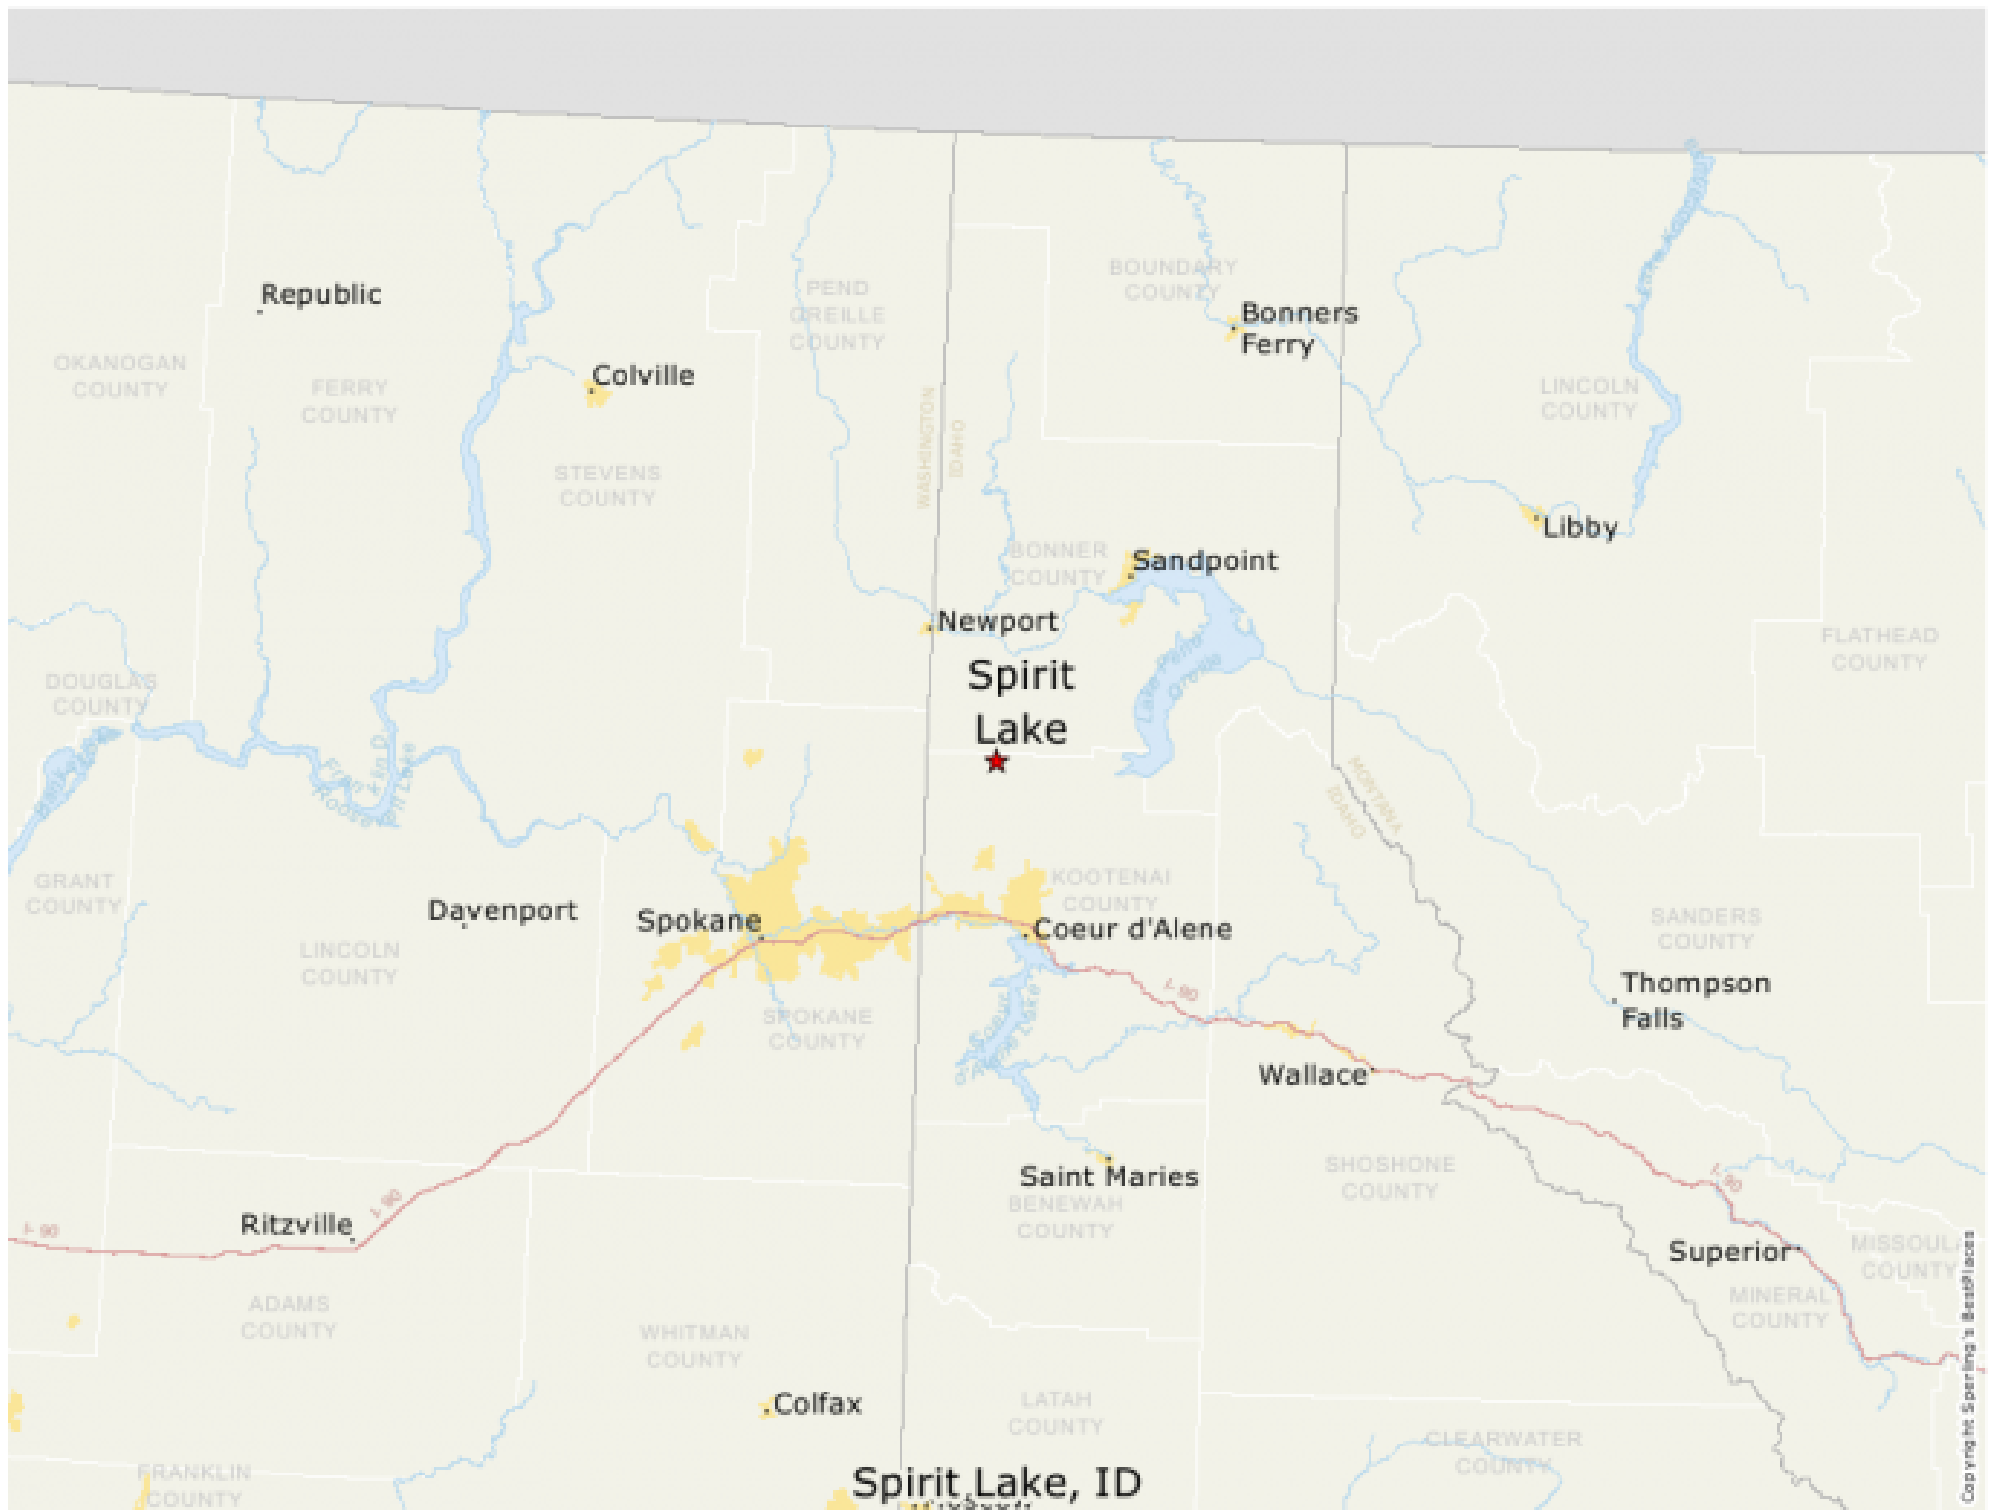 Republic
BOUNDARY
COUNTY
PEND
OREILLE
COUNTY
Bonners
Ferry
OKANOGAN
COUNTY
Colville
FERRY
COUNTY
LINCOLN
COUNTY
STEVENS
COUNTY
WASHINGTON
IDAHO
Libby
BONNER
COUNTY
Sandpoint
Newport
FLATHEAD
COUNTY
Spirit
Lake
Lake Pend
Oreille
DOUGLAS
COUNTY
MONTANA
IDAHO
GRANT
COUNTY
KOOTENAI
COUNTY
Davenport
Spokane
Coeur d'Alene
SANDERS
COUNTY
LINCOLN
COUNTY
Thompson
Falls
I- 90
SPOKANE
COUNTY
Wallace
Saint Maries
SHOSHONE
COUNTY
I- 90
BENEWAH
COUNTY
I- 90
Ritzville
I- 90
Superior
MISSOULA
COUNTY
ADAMS
COUNTY
MINERAL
COUNTY
WHITMAN
COUNTY
Colfax
LATAH
COUNTY
CLEARWATER
COUNTY
FRANKLIN
COUNTY
Spirit Lake, ID
Copyright Sperling's BestPlaces